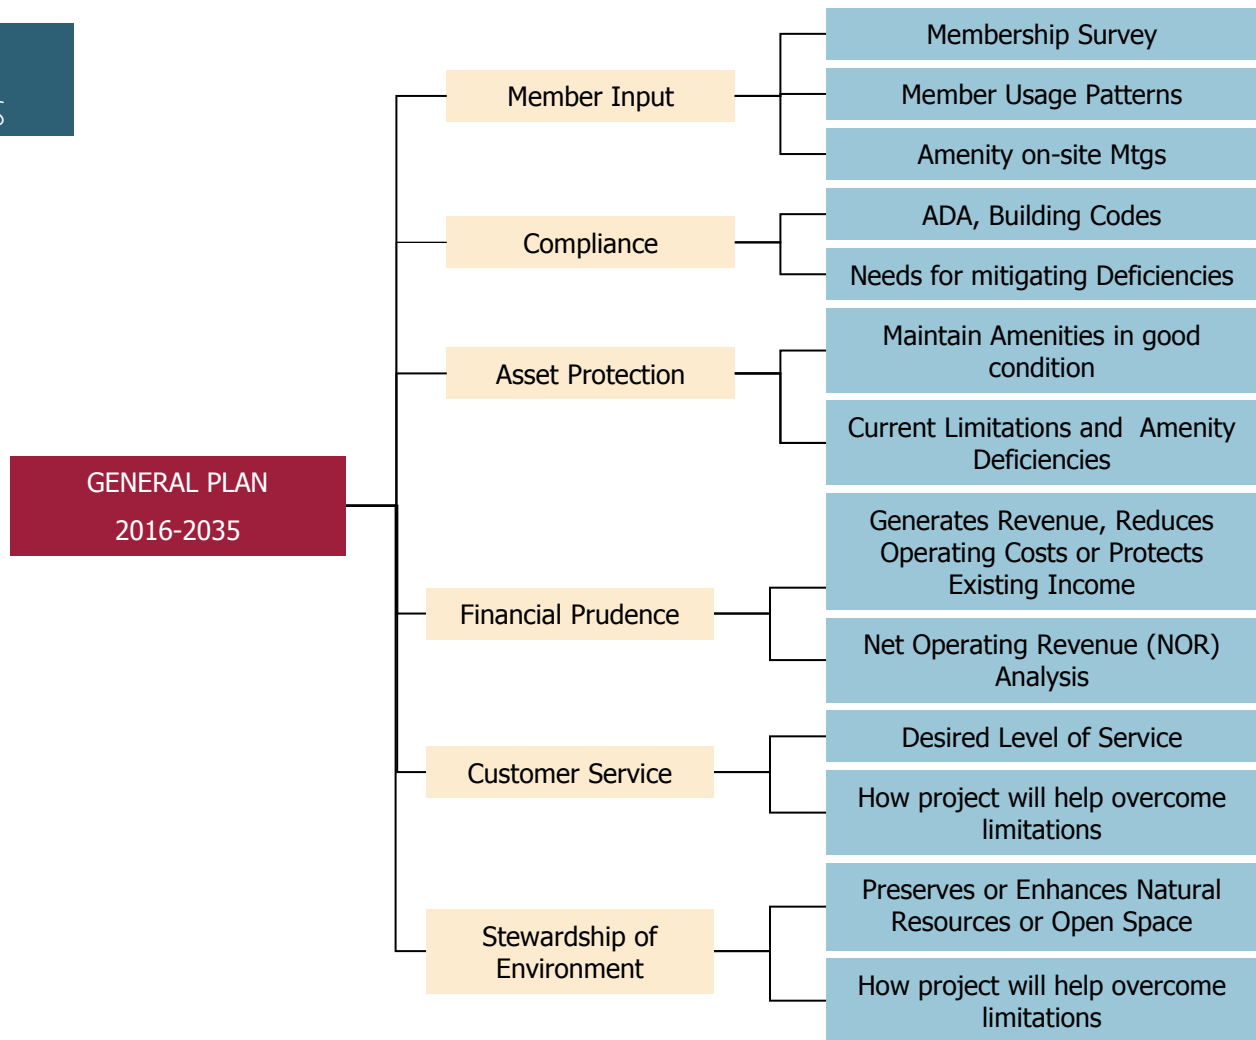 GENERAL PLAN
2016-2035
Member Input
Membership Survey
Member Usage Patterns
Amenity on-site Mtgs
Compliance
ADA, Building Codes
Needs for mitigating Deficiencies
Asset Protection
Maintain Amenities in good
condition
Current Limitations and Amenity
Deficiencies
Financial Prudence
Generates Revenue, Reduces
Operating Costs or Protects
Existing Income
Net Operating Revenue (NOR)
Analysis
Customer Service
Desired Level of Service
How project will help overcome
limitations
Stewardship of
Environment
Preserves or Enhances Natural
Resources or Open Space
How project will help overcome
limitations